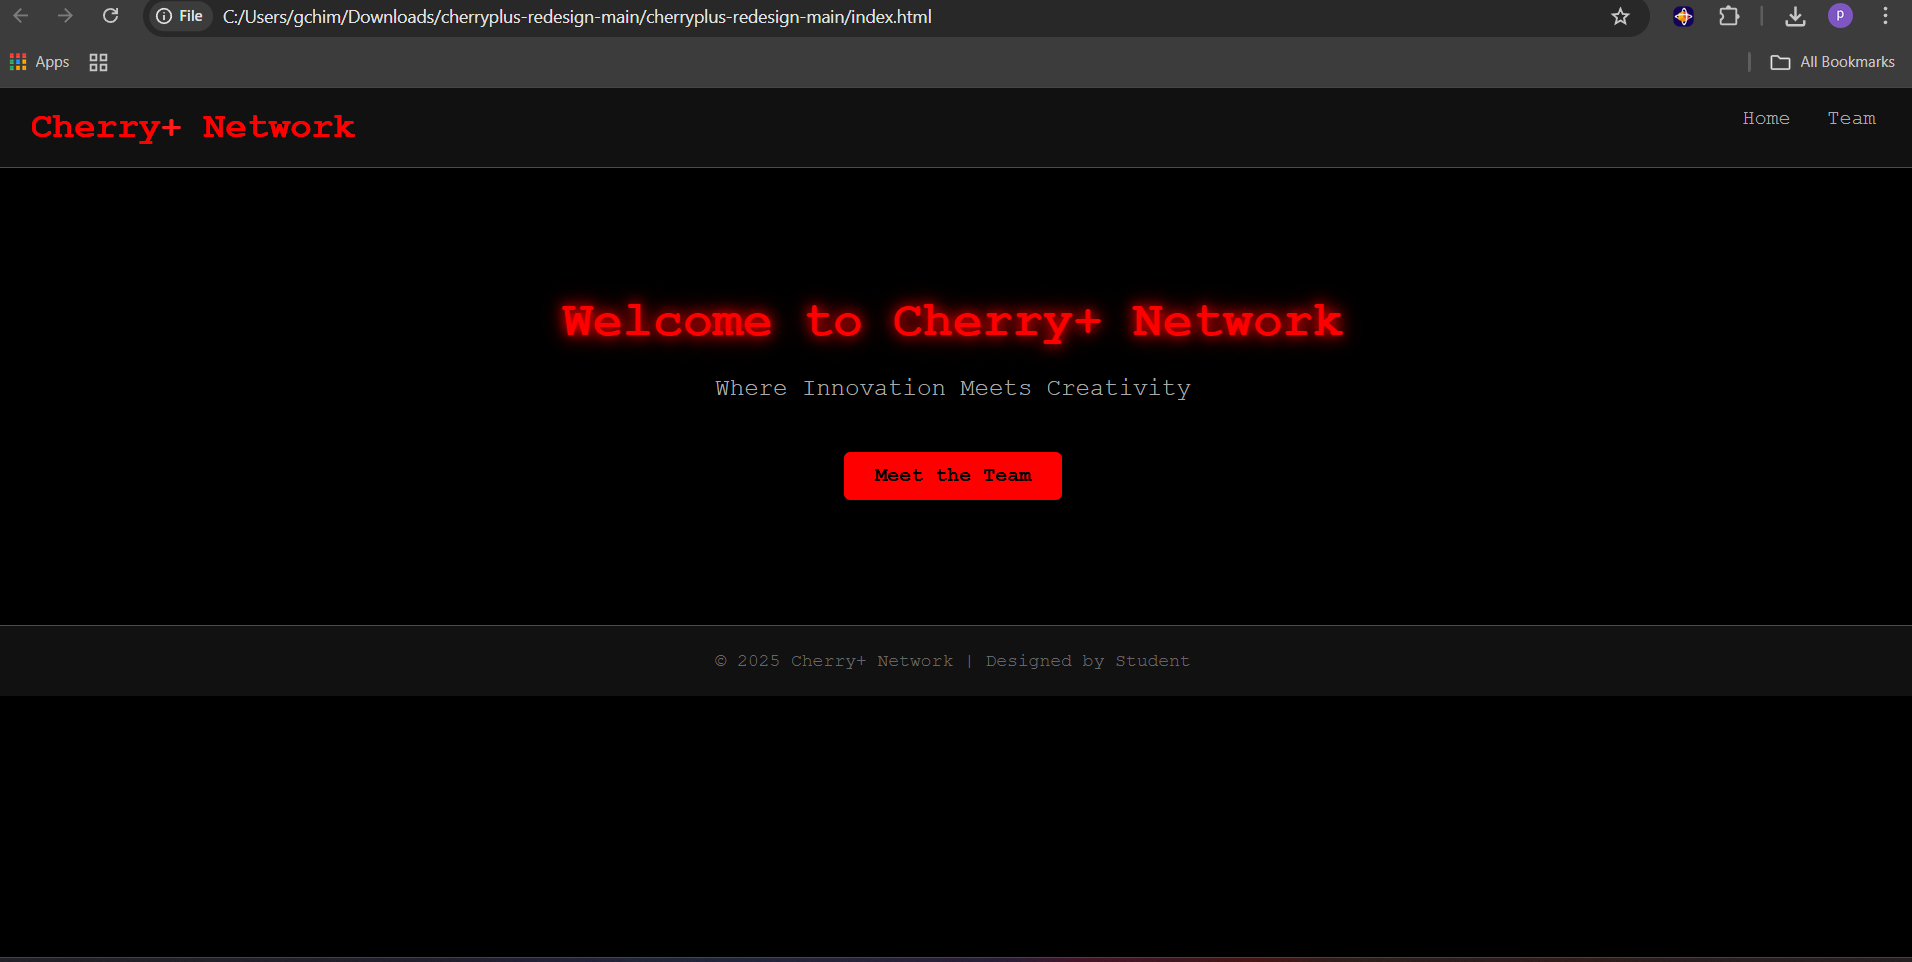 File C:/Users/gchim/Downloads/cherryplus-redesign-main/cherryplus-redesign-main/index.html
p
Apps
All Bookmarks
Cherry+ Network
Home Team
Welcome to Cherry+ Network
Where Innovation Meets Creativity
Meet the Team
© 2025 Cherry+ Network | Designed by Student